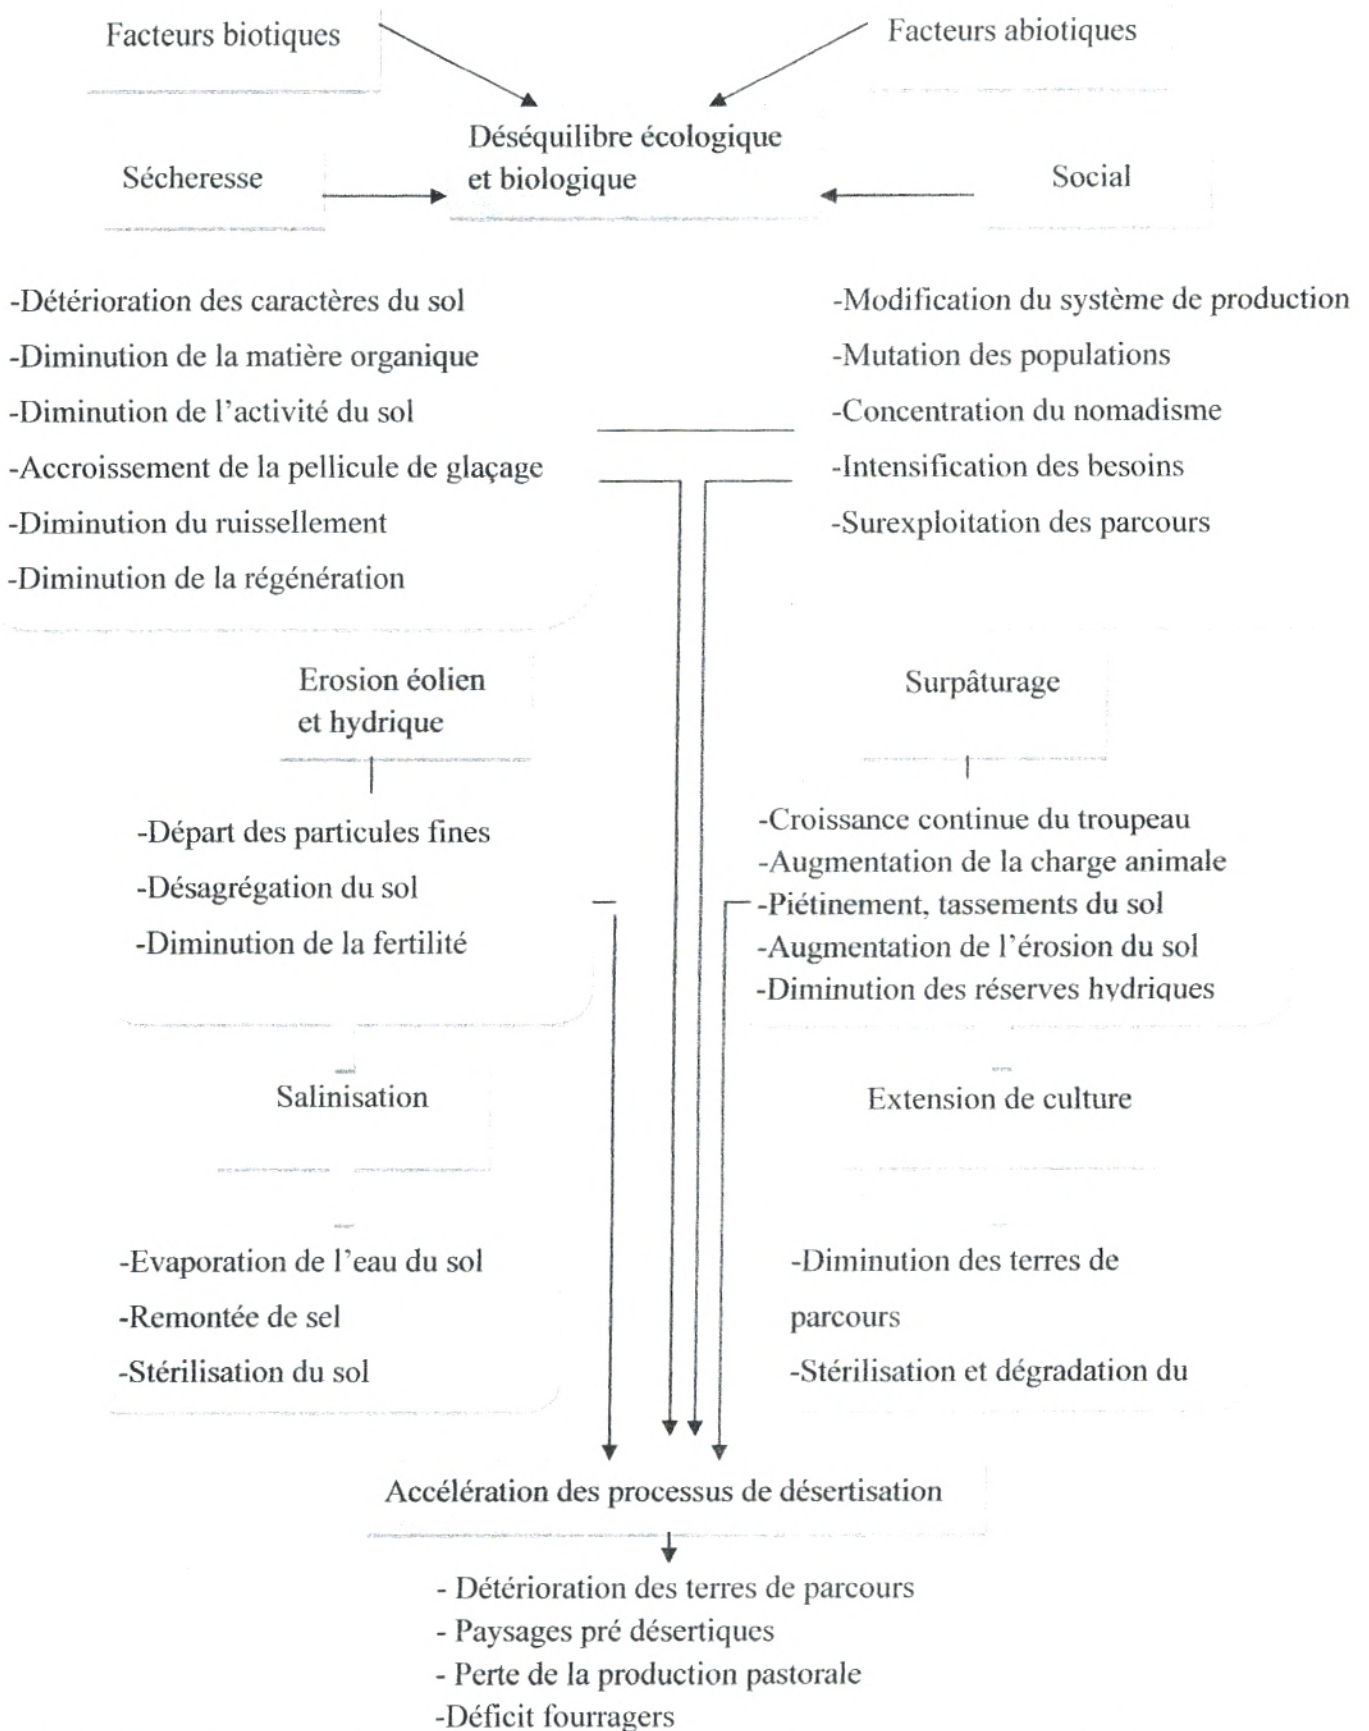 Facteurs biotiques
Facteurs abiotiques
Déséquilibre écologique
et biologique
Sécheresse
Social
-Détérioration des caractères du sol
-Diminution de la matière organique
-Diminution de l'activité du sol
-Accroissement de la pellicule de glaçage
-Diminution du ruissellement
-Diminution de la régénération
-Modification du système de production
-Mutation des populations
-Concentration du nomadisme
-Intensification des besoins
-Surexploitation des parcours
Erosion éolien
et hydrique
Surpâturage
-Départ des particules fines
-Désagrégation du sol
-Diminution de la fertilité
-Croissance continue du troupeau
-Augmentation de la charge animale
-Piétinement, tassements du sol
-Augmentation de l'érosion du sol
-Diminution des réserves hydriques
Salinisation
Extension de culture
-Evaporation de l'eau du sol
-Remontée de sel
-Stérilisation du sol
-Diminution des terres de
parcours
-Stérilisation et dégradation du
Accélération des processus de désertisation
- Détérioration des terres de parcours
- Paysages pré désertiques
- Perte de la production pastorale
-Déficit fourragers